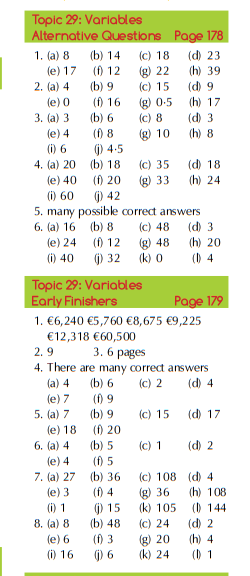 Topic 29: Variables
Alternative Questions Page 178
1. (a) 8 (b) 14 (c) 18 (d) 23
(e) 17 (f) 12 (g) 22 (h) 39
2. (a) 4 (b) 9 (c) 15 (d) 9
(e) 0 (f) 16 (g) 0·5 (h) 17
3. (a) 3 (b) 6 (c) 8 (d) 3
(e) 4 (f) 8 (g) 10 (h) 8
(i) 6 (j) 4·5
4. (a) 20 (b) 18 (c) 35 (d) 18
(e) 40 (f) 20 (g) 33 (h) 24
(i) 60 (j) 42
5. many possible correct answers
6. (a) 16 (b) 8 (c) 48 (d) 3
(e) 24 (f) 12 (g) 48 (h) 20
(i) 40 (j) 32 (k) 0 (l) 4
Topic 29: Variables
Early Finishers Page 179
1. €6,240 €5,760 €8,675 €9,225
€12,318 €60,500
2. 9 3. 6 pages
4. There are many correct answers
(a) 4 (b) 6 (c) 2 (d) 4
(e) 7 (f) 9
5. (a) 7 (b) 9 (c) 15 (d) 17
(e) 18 (f) 20
6. (a) 4 (b) 5 (c) 1 (d) 2
(e) 4 (f) 5
7. (a) 27 (b) 36 (c) 108 (d) 4
(e) 3 (f) 4 (g) 36 (h) 108
(i) 1 (j) 15 (k) 105 (l) 144
8. (a) 8 (b) 48 (c) 24 (d) 2
(e) 6 (f) 3 (g) 20 (h) 4
(i) 16 (j) 6 (k) 24 (l) 1